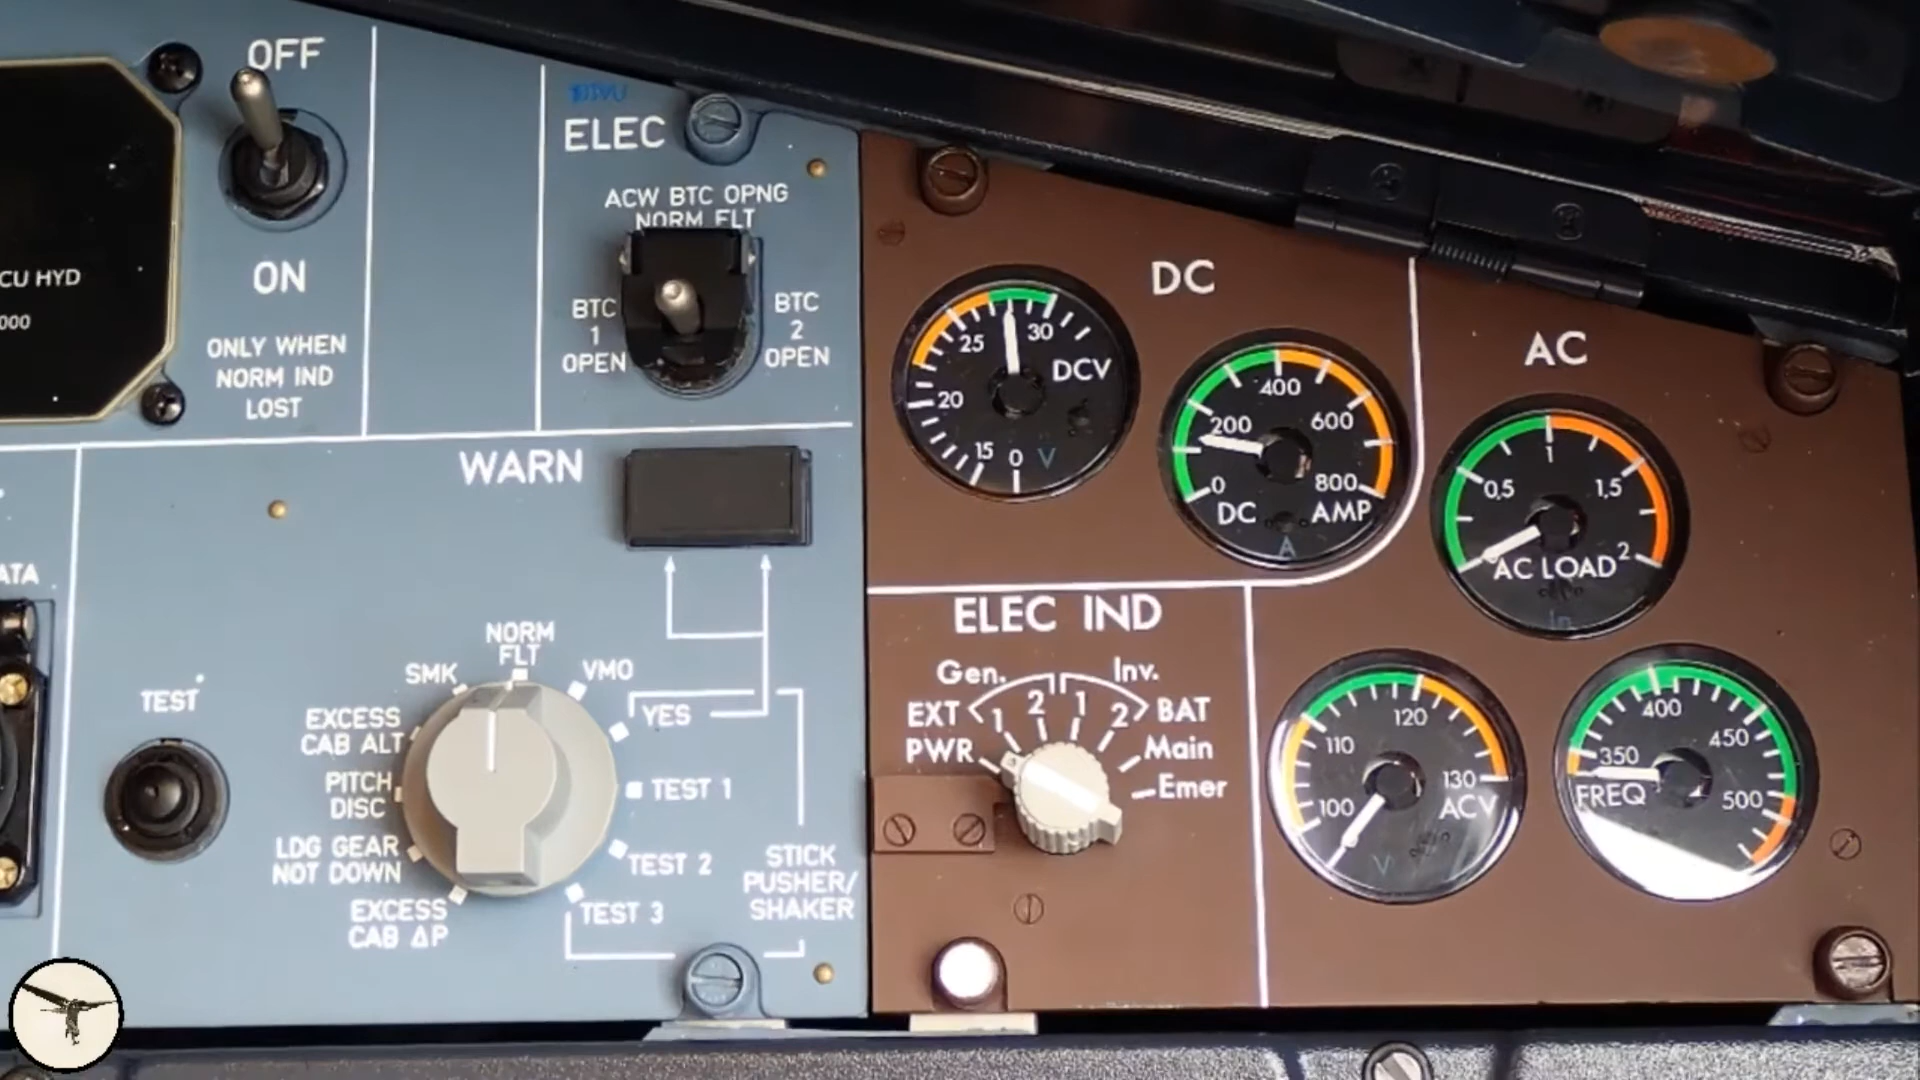 OFF
ON
ONLY WHEN
NORM IND
LOST
CU HYD
000
ELEC
ACW BTC OPNG
NORM FLT
BTC
1
OPEN
BTC
2
OPEN
WARN
ATA
TEST
NORM
FLT
SMK
VMO
EXCESS
CAB ALT
YES
PITCH
DISC
TEST 1
LDG GEAR
NOT DOWN
TEST 2
EXCESS
CAB ΔP
TEST 3
STICK
PUSHER/
SHAKER
DC
25
30
DCV
20
15
0
V
400
200
600
0
800
DC
AMP
A
AC
1
0,5
1,5
2
AC LOAD
ELEC IND
Gen.
Inv.
EXT
PWR
1
2
1
2
BAT
Main
Emer
120
110
130
100
ACV
V
400
350
450
FREQ
500